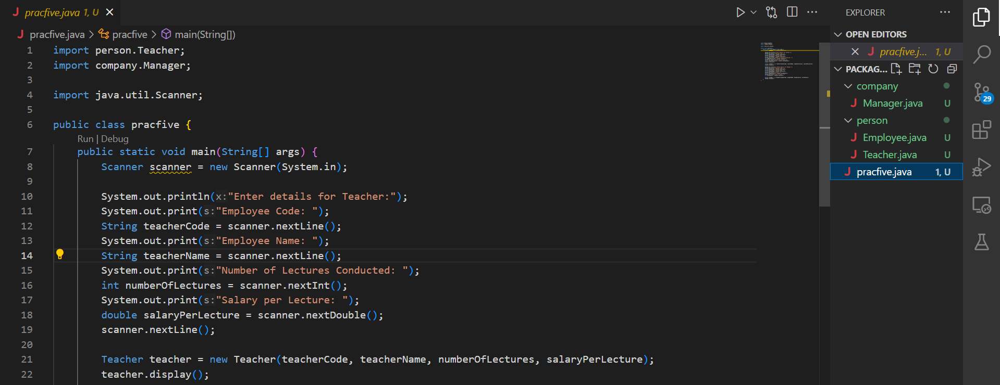 J pracfive.java 1, U ×
EXPLORER
J pracfive.java > pracfive > main(String[])
OPEN EDITORS
× J pracfive.j... 1, U
PACKAG...
company
J Manager.java U
person
J Employee.java U
J Teacher.java U
J pracfive.java 1, U
29
1 import person.Teacher;
2 import company.Manager;
3
4 import java.util.Scanner;
5
6 public class pracfive {
Run | Debug
7 public static void main(String[] args) {
8 Scanner scanner = new Scanner(System.in);
9
10 System.out.println(x:"Enter details for Teacher:");
11 System.out.print(s:"Employee Code: ");
12 String teacherCode = scanner.nextLine();
13 System.out.print(s:"Employee Name: ");
14 String teacherName = scanner.nextLine();
15 System.out.print(s:"Number of Lectures Conducted: ");
16 int numberOfLectures = scanner.nextInt();
17 System.out.print(s:"Salary per Lecture: ");
18 double salaryPerLecture = scanner.nextDouble();
19 scanner.nextLine();
20
21 Teacher teacher = new Teacher(teacherCode, teacherName, numberOfLectures, salaryPerLecture);
22 teacher.display();